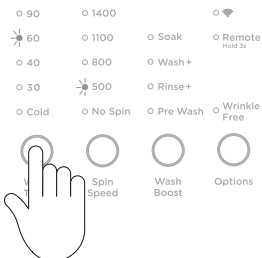 90
1400
60
1100
Soak
Remote
Hold 3s
40
800
Wash+
30
500
Rinse+
Cold
No Spin
Pre Wash
Wrinkle
Free
Spin
Speed
Wash
Boost
Options